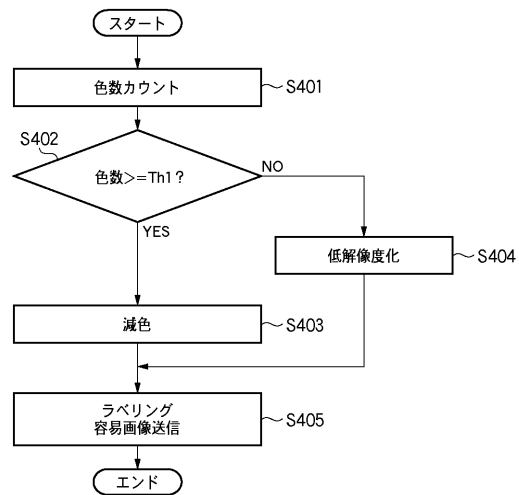 スタート
色数カウント
S401
S402
色数>=Th1?
NO
YES
低解像度化
S404
減色
S403
ラベリング
容易画像送信
S405
エンド